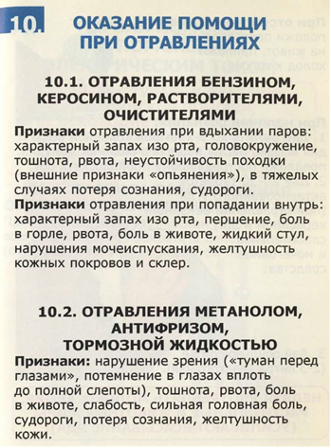 10.
ОКАЗАНИЕ ПОМОЩИ
ПРИ ОТРАВЛЕНИЯХ
10.1. ОТРАВЛЕНИЯ БЕНЗИНОМ,
КЕРОСИНОМ, РАСТВОРИТЕЛЯМИ,
ОЧИСТИТЕЛЯМИ
Признаки отравления при вдыхании паров:
характерный запах изо рта, головокружение,
тошнота, рвота, неустойчивость походки
(внешние признаки «опьянения»), в тяжелых
случаях потеря сознания, судороги.
Признаки отравления при попадании внутрь:
характерный запах изо рта, першение, боль
в горле, рвота, боль в животе, жидкий стул,
нарушения мочеиспускания, желтушность
кожных покровов и склер.
10.2. ОТРАВЛЕНИЯ МЕТАНОЛОМ,
АНТИФРИЗОМ,
ТОРМОЗНОЙ ЖИДКОСТЬЮ
Признаки: нарушение зрения («туман перед
глазами», потемнение в глазах вплоть
до полной слепоты), тошнота, рвота, боль
в животе, слабость, сильная головная боль,
судороги, потеря сознания, желтушность
кожи.